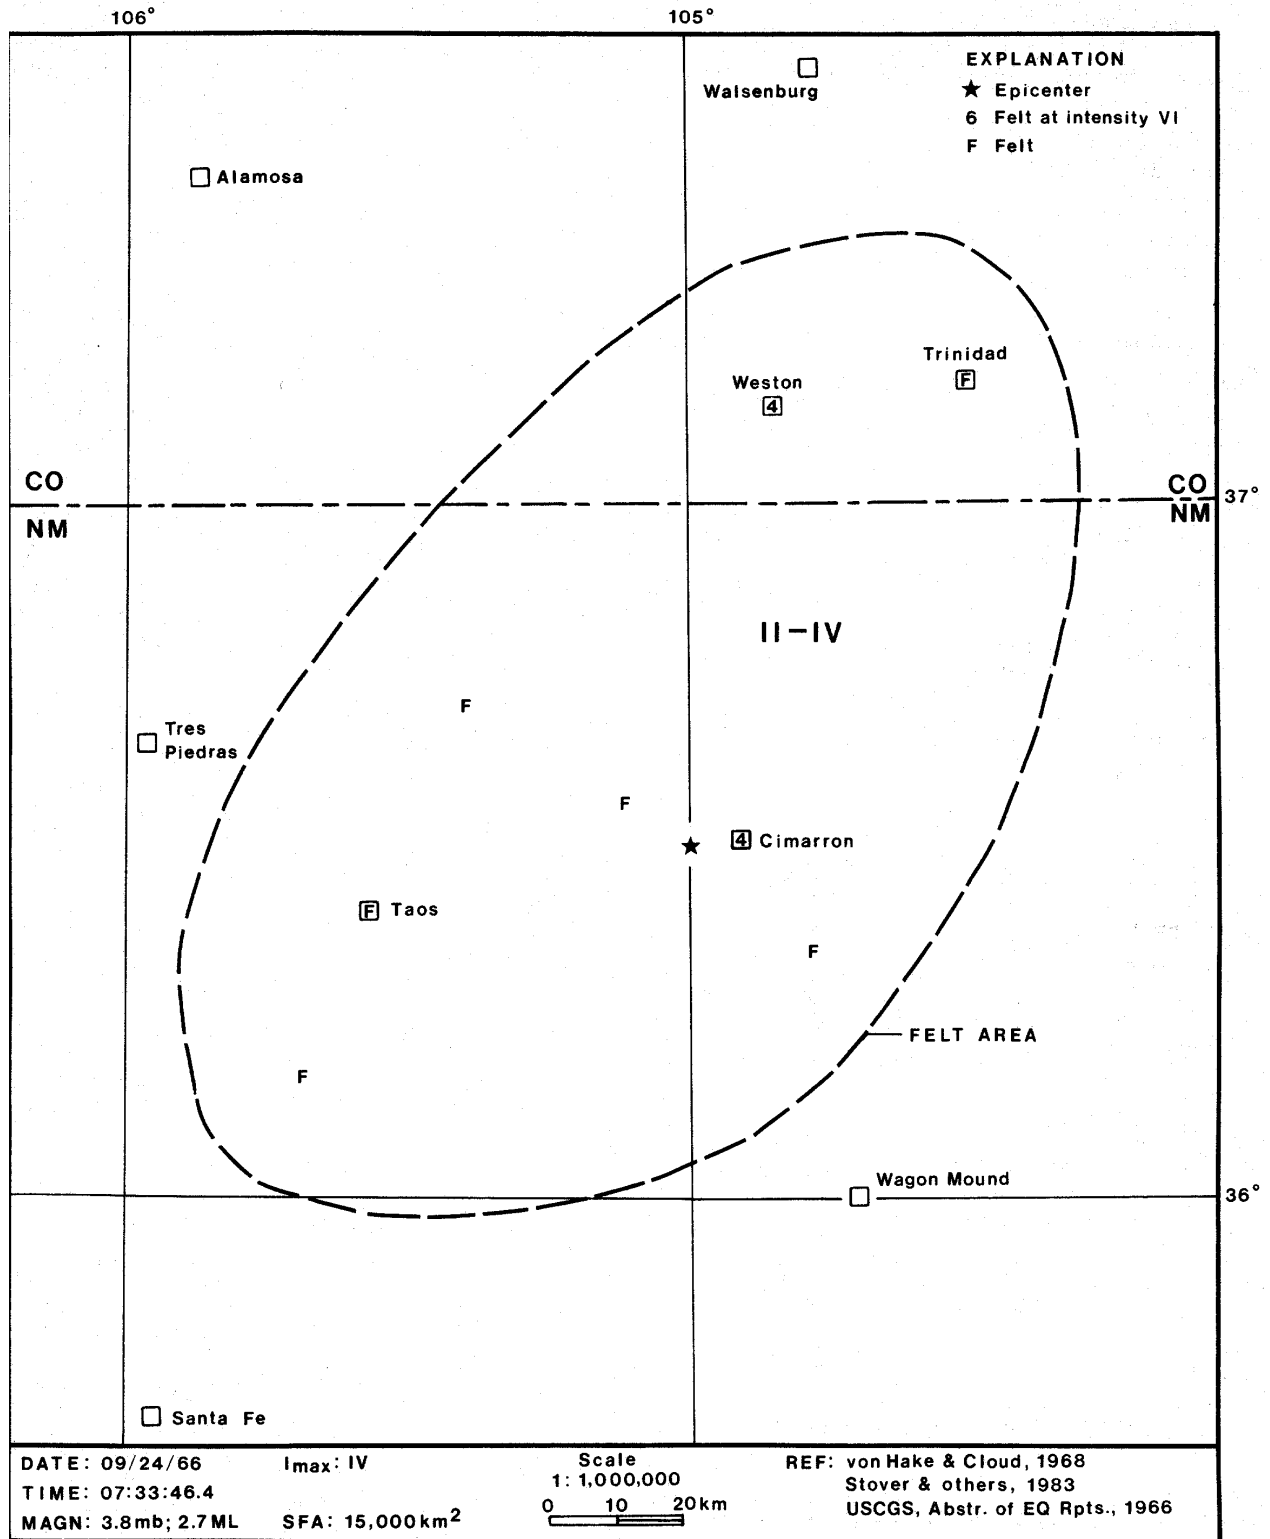 106°
105°
EXPLANATION
★ Epicenter
6 Felt at intensity VI
F Felt
Walsenburg
Alamosa
Trinidad
F
Weston
4
CO
CO
37°
NM
NM
II–IV
F
Tres
Piedras
F
4 Cimarron
F Taos
F
FELT AREA
F
Wagon Mound
36°
Santa Fe
DATE: 09/24/66
TIME: 07:33:46.4
MAGN: 3.8mb; 2.7ML
Imax: IV
SFA: 15,000km²
Scale
1:1,000,000
0 10 20km
REF: von Hake & Cloud, 1968
Stover & others, 1983
USCGS, Abstr. of EQ Rpts., 1966